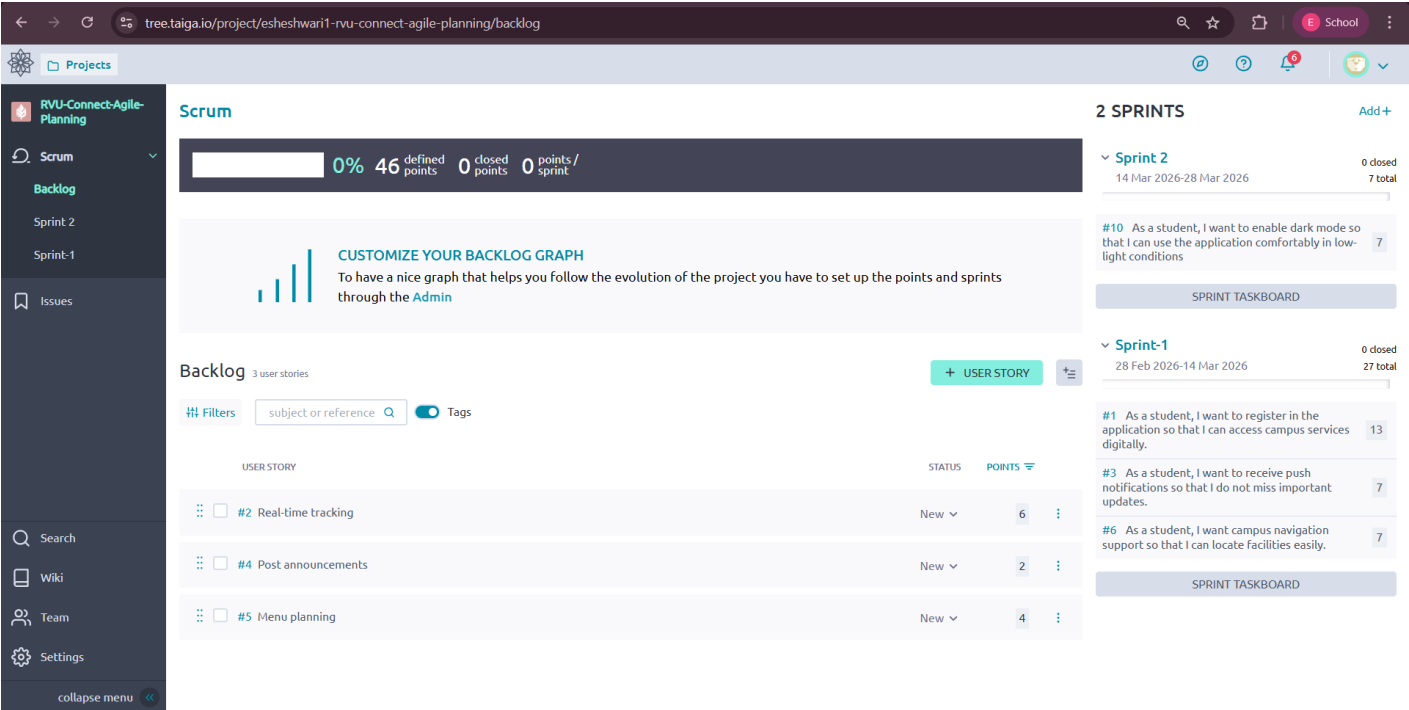 tree.taiga.io/project/esheshwari1-rvu-connect-agile-planning/backlog
E School
Projects
6
RVU-Connect-Agile-
Planning
Scrum
Backlog
Sprint 2
Sprint-1
Issues
Search
Wiki
Team
Settings
collapse menu
Scrum
0% 46 defined points 0 closed points 0 points / sprint
CUSTOMIZE YOUR BACKLOG GRAPH
To have a nice graph that helps you follow the evolution of the project you have to set up the points and sprints
through the Admin
Backlog 3 user stories
+ USER STORY
Filters
subject or reference
Tags
USER STORY STATUS POINTS
#2 Real-time tracking New 6
#4 Post announcements New 2
#5 Menu planning New 4
2 SPRINTS Add+
Sprint 2 0 closed
14 Mar 2026-28 Mar 2026 7 total
#10 As a student, I want to enable dark mode so
that I can use the application comfortably in low- 7
light conditions
SPRINT TASKBOARD
Sprint-1 0 closed
28 Feb 2026-14 Mar 2026 27 total
#1 As a student, I want to register in the
application so that I can access campus services 13
digitally.
#3 As a student, I want to receive push
notifications so that I do not miss important 7
updates.
#6 As a student, I want campus navigation
support so that I can locate facilities easily. 7
SPRINT TASKBOARD